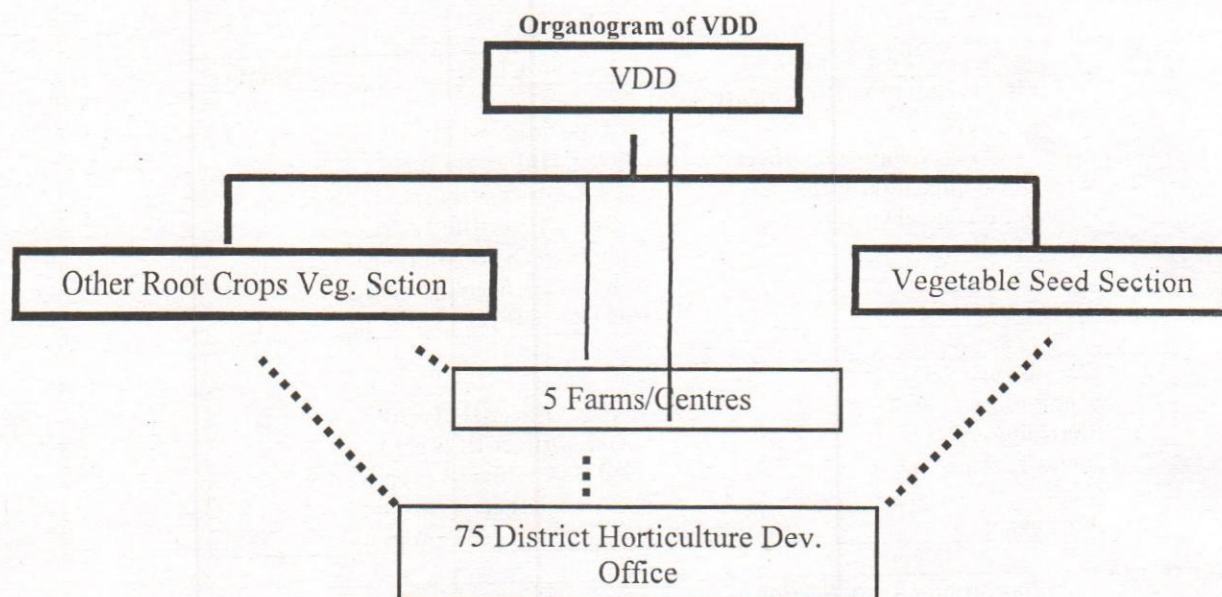 Organogram of VDD
VDD
Other Root Crops Veg. Sction
Vegetable Seed Section
5 Farms/Centres
75 District Horticulture Dev.
Office